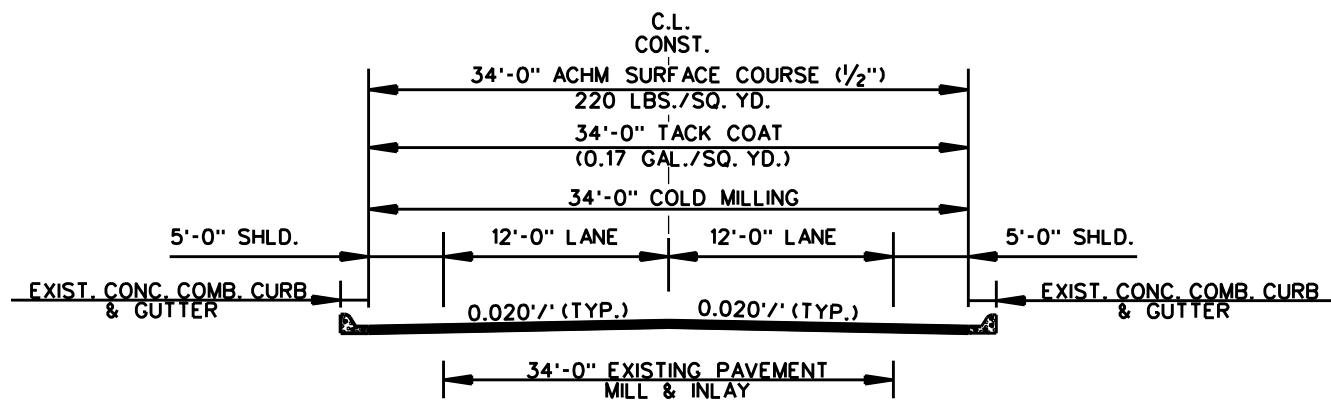 C.L.
CONST.
34'-0" ACHM SURFACE COURSE (1/2")
220 LBS./SQ. YD.
34'-0" TACK COAT
(0.17 GAL./SQ. YD.)
34'-0" COLD MILLING
5'-0" SHLD.
12'-0" LANE
12'-0" LANE
5'-0" SHLD.
EXIST. CONC. COMB. CURB
& GUTTER
0.020'/' (TYP.)
0.020'/' (TYP.)
EXIST. CONC. COMB. CURB
& GUTTER
34'-0" EXISTING PAVEMENT
MILL & INLAY